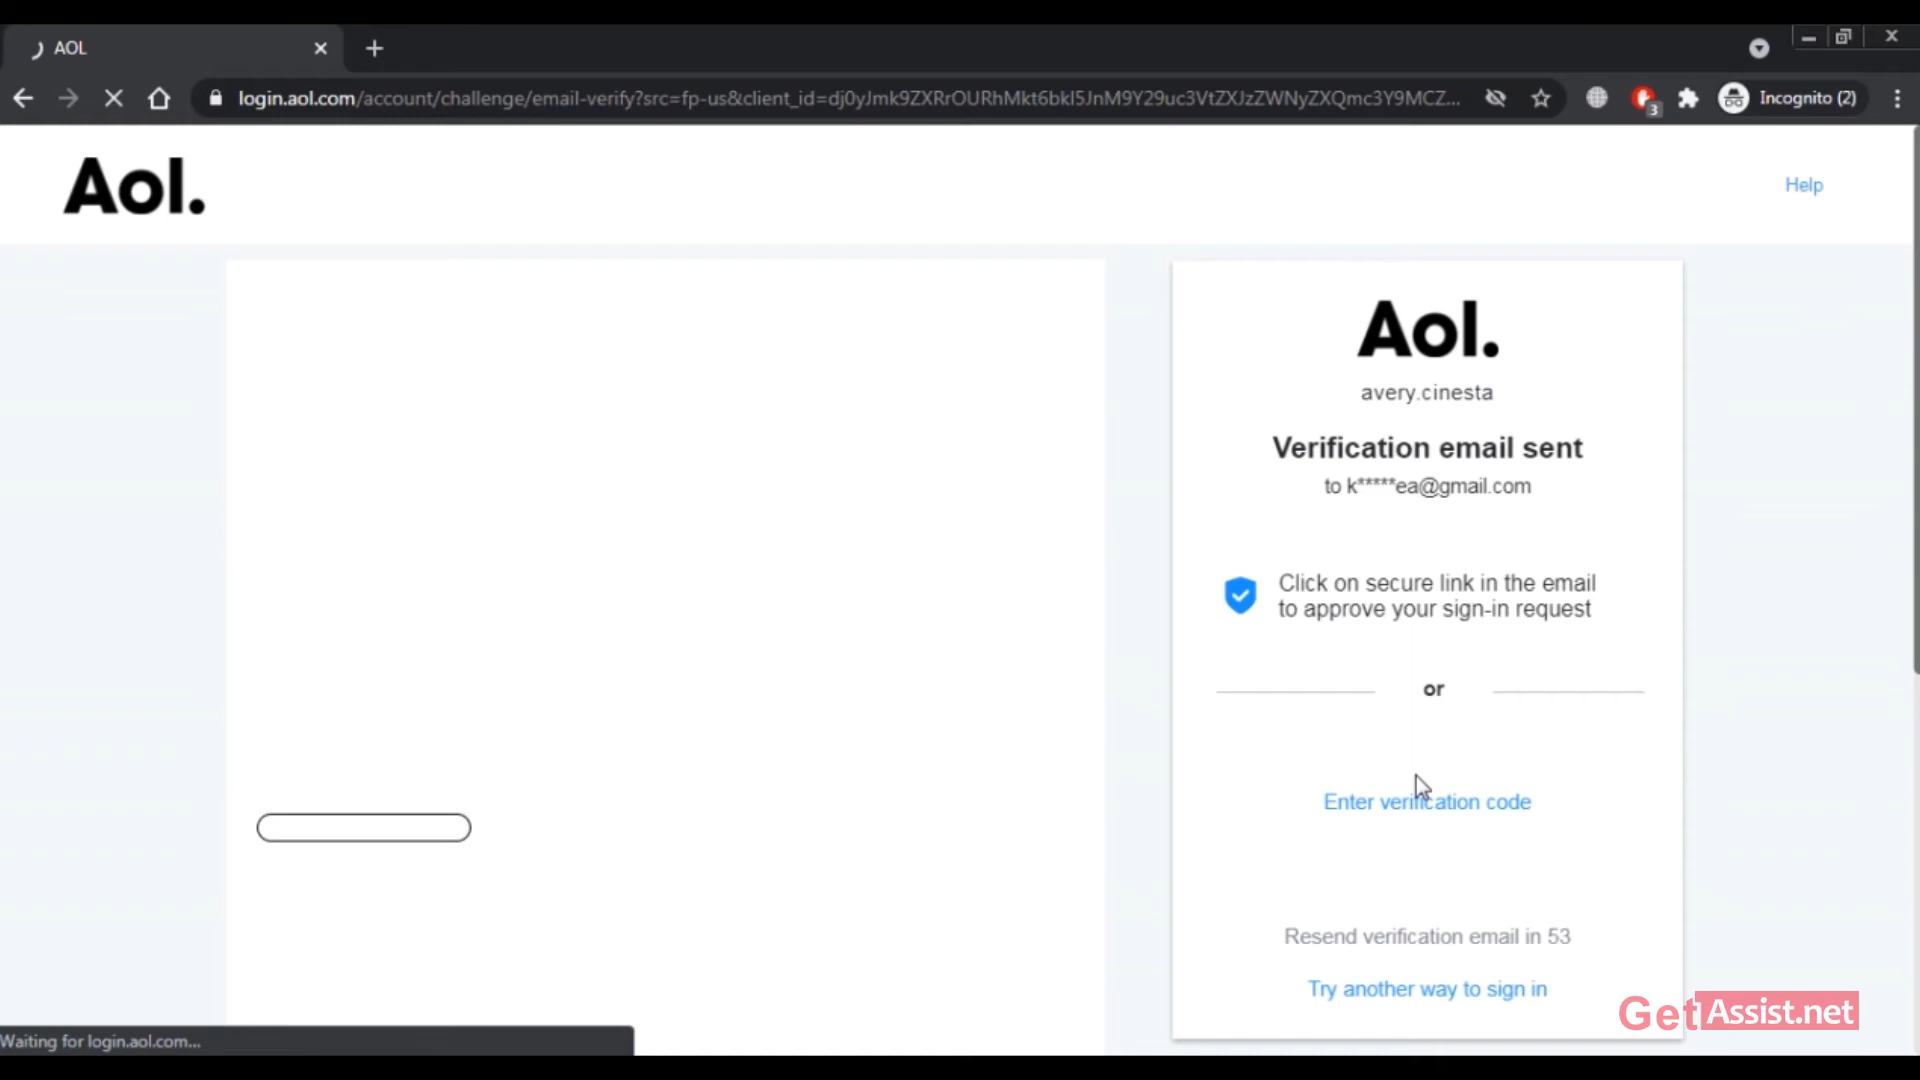 AOL
login.aol.com/account/challenge/email-verify?src=fp-us&client_id=dj0yJmk9ZXRrOURhMkt6bkl5JnM9Y29uc3VtZXJzZWNyZXQmc3Y9MCZ...
3
Incognito (2)
Aol.
Help
Aol.
avery.cinesta
Verification email sent
to k*****ea@gmail.com
Click on secure link in the email
to approve your sign-in request
or
Enter verification code
Resend verification email in 53
Try another way to sign in
GetAssist.net
Waiting for login.aol.com...